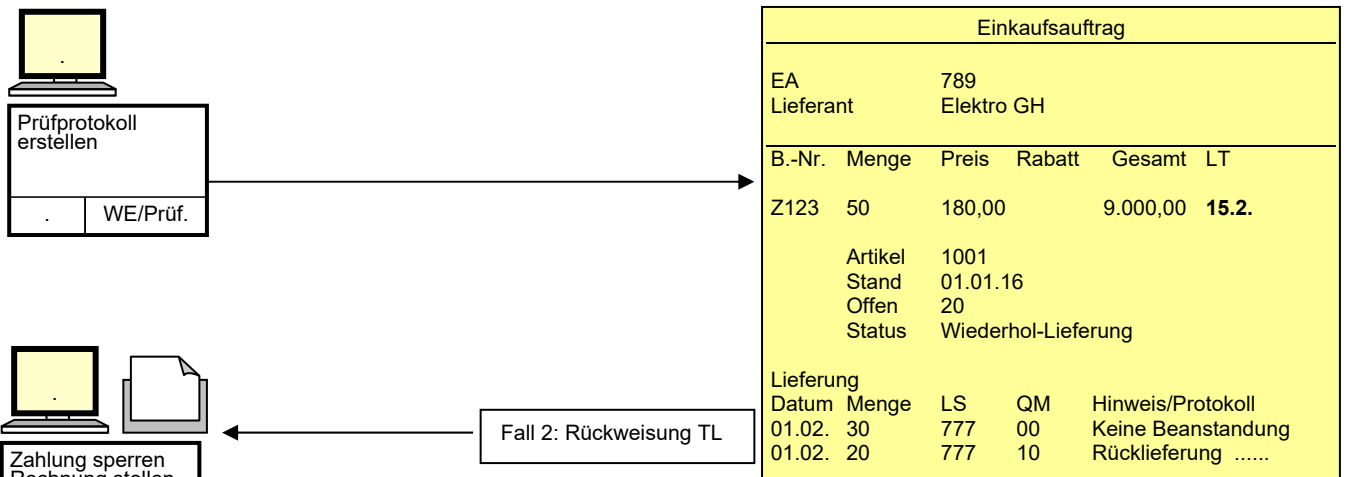 .
Prüfprotokoll
erstellen
. WE/Prüf.
Einkaufsauftrag
EA 789
Lieferant Elektro GH
B.-Nr. Menge Preis Rabatt Gesamt LT
Z123 50 180,00 9.000,00 15.2.
Artikel 1001
Stand 01.01.16
Offen 20
Status Wiederhol-Lieferung
Lieferung
Datum Menge LS QM Hinweis/Protokoll
01.02. 30 777 00 Keine Beanstandung
01.02. 20 777 10 Rücklieferung ......
Fall 2: Rückweisung TL
.
Zahlung sperren
Rechnung stellen